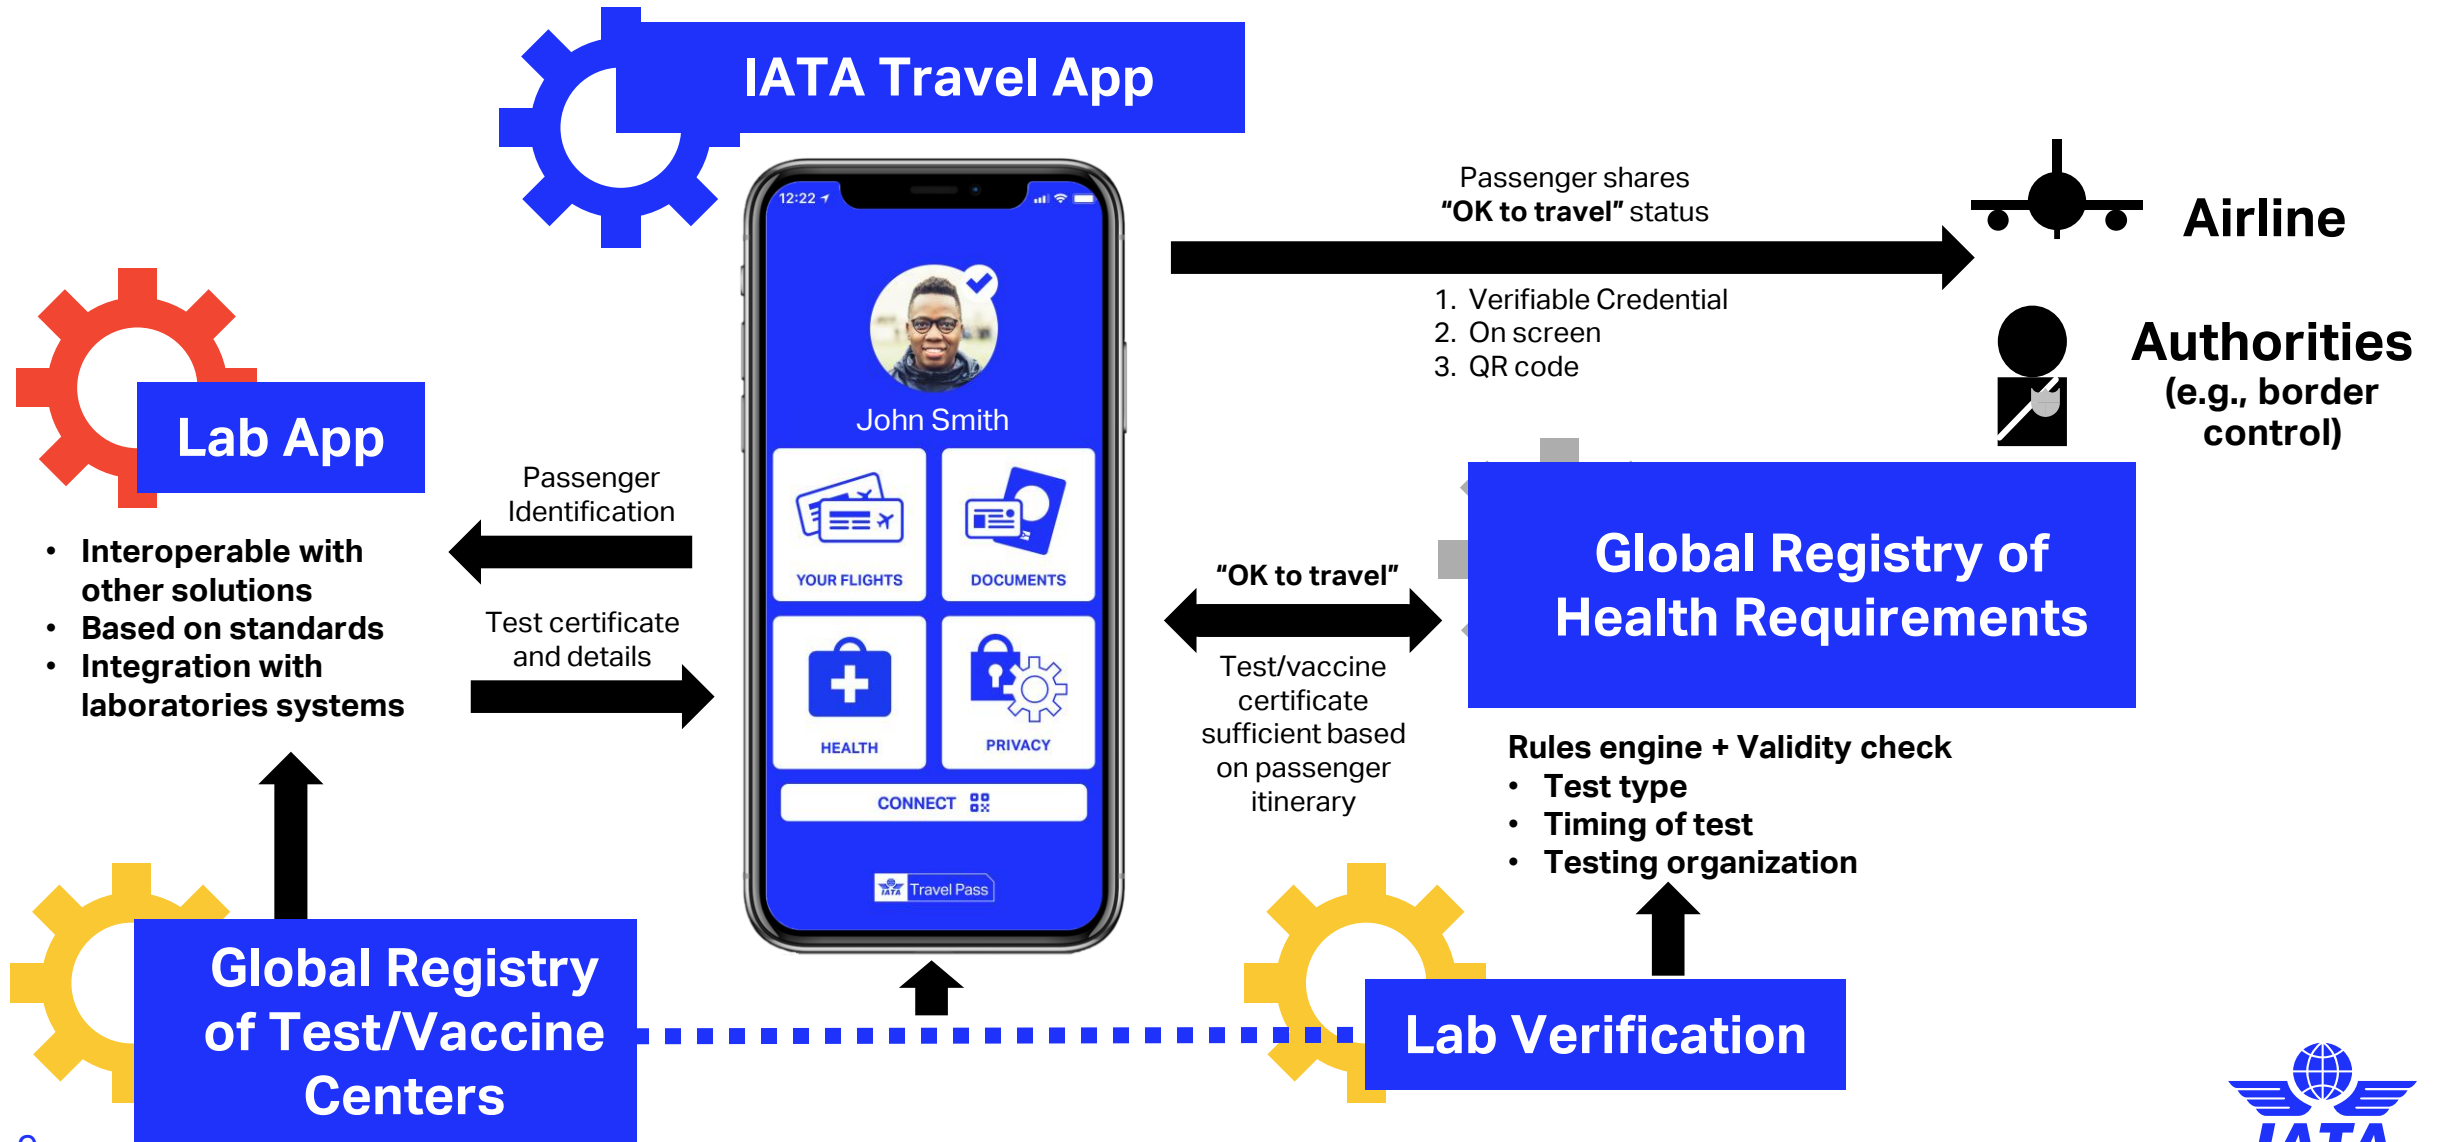 IATA Travel App
12:22
John Smith
YOUR FLIGHTS
DOCUMENTS
HEALTH
PRIVACY
CONNECT
IATA Travel Pass
Passenger shares
“OK to travel” status
1. Verifiable Credential
2. On screen
3. QR code
Airline
Authorities
(e.g., border
control)
Lab App
• Interoperable with
other solutions
• Based on standards
• Integration with
laboratories systems
Passenger
Identification
Test certificate
and details
“OK to travel”
Test/vaccine
certificate
sufficient based
on passenger
itinerary
Global Registry of
Health Requirements
Rules engine + Validity check
• Test type
• Timing of test
• Testing organization
Global Registry
of Test/Vaccine
Centers
Lab Verification
IATA